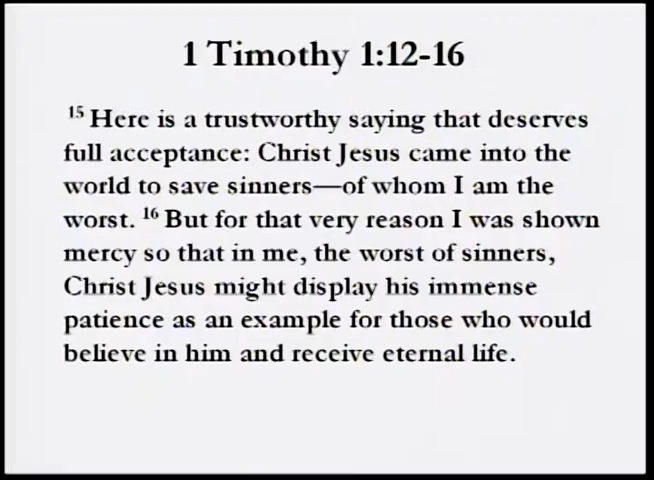 1 Timothy 1:12-16
15 Here is a trustworthy saying that deserves
full acceptance: Christ Jesus came into the
world to save sinners—of whom I am the
worst. 16 But for that very reason I was shown
mercy so that in me, the worst of sinners,
Christ Jesus might display his immense
patience as an example for those who would
believe in him and receive eternal life.